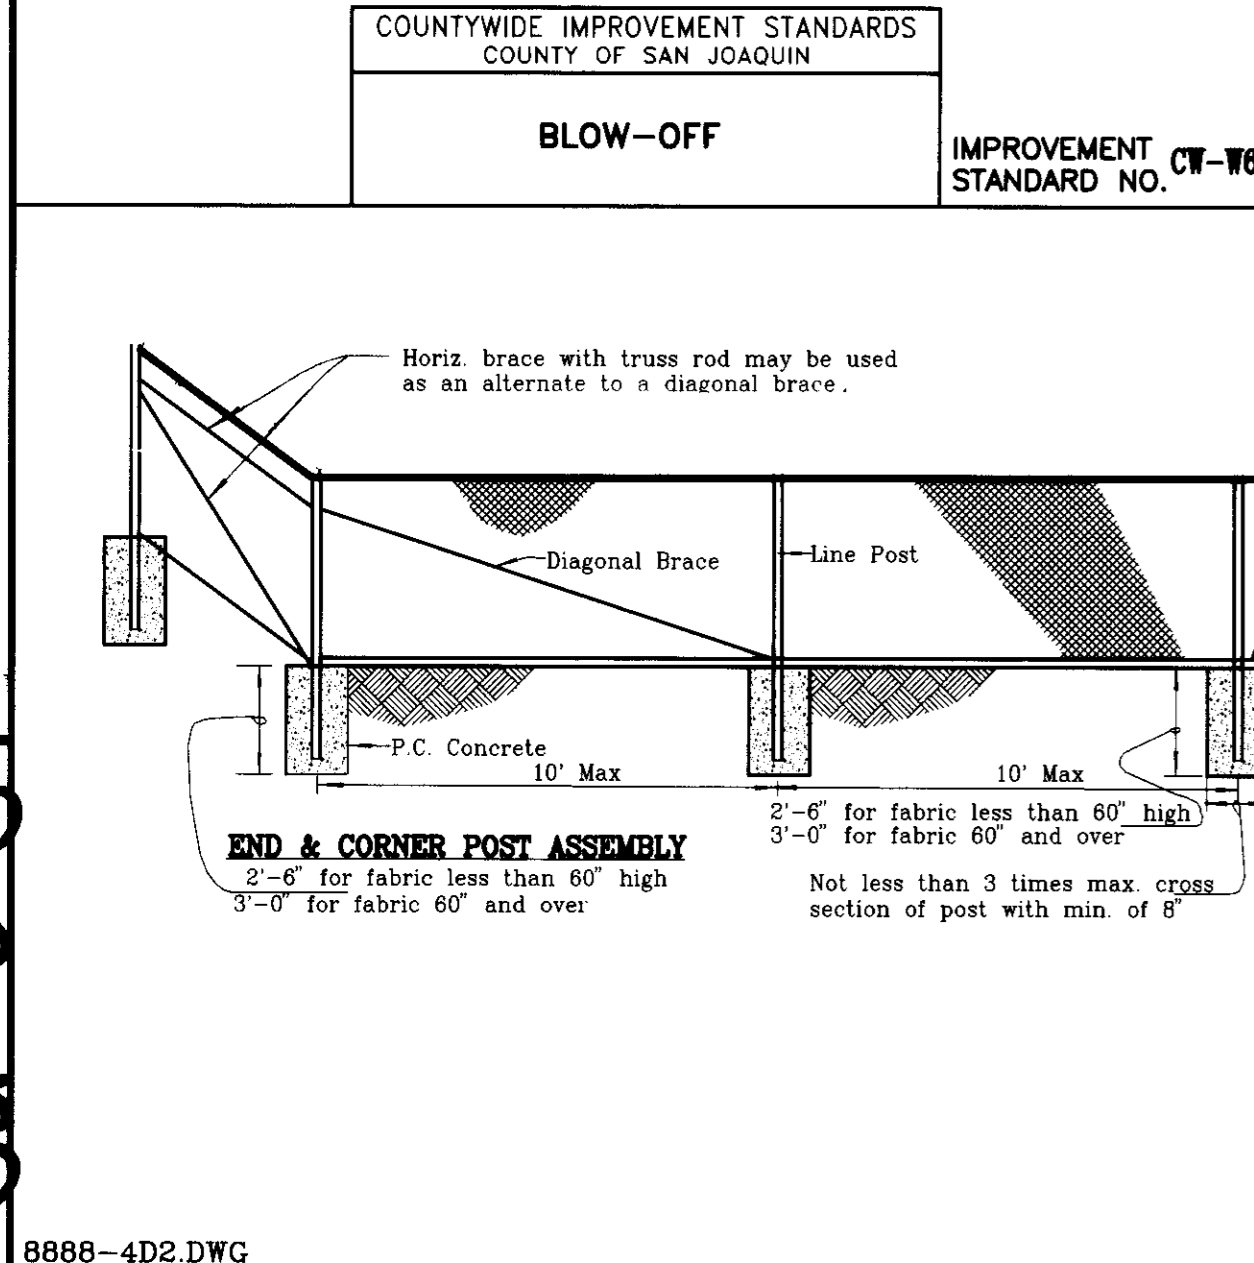 COUNTYWIDE IMPROVEMENT STANDARDS
COUNTY OF SAN JOAQUIN
BLOW-OFF
IMPROVEMENT
STANDARD NO. CW-W6
Horiz. brace with truss rod may be used
as an alternate to a diagonal brace.
Diagonal Brace
Line Post
P.C. Concrete
10' Max
10' Max
2'-6" for fabric less than 60" high
3'-0" for fabric 60" and over
END & CORNER POST ASSEMBLY
2'-6" for fabric less than 60" high
3'-0" for fabric 60" and over
Not less than 3 times max. cross
section of post with min. of 8"
8888-4D2.DWG